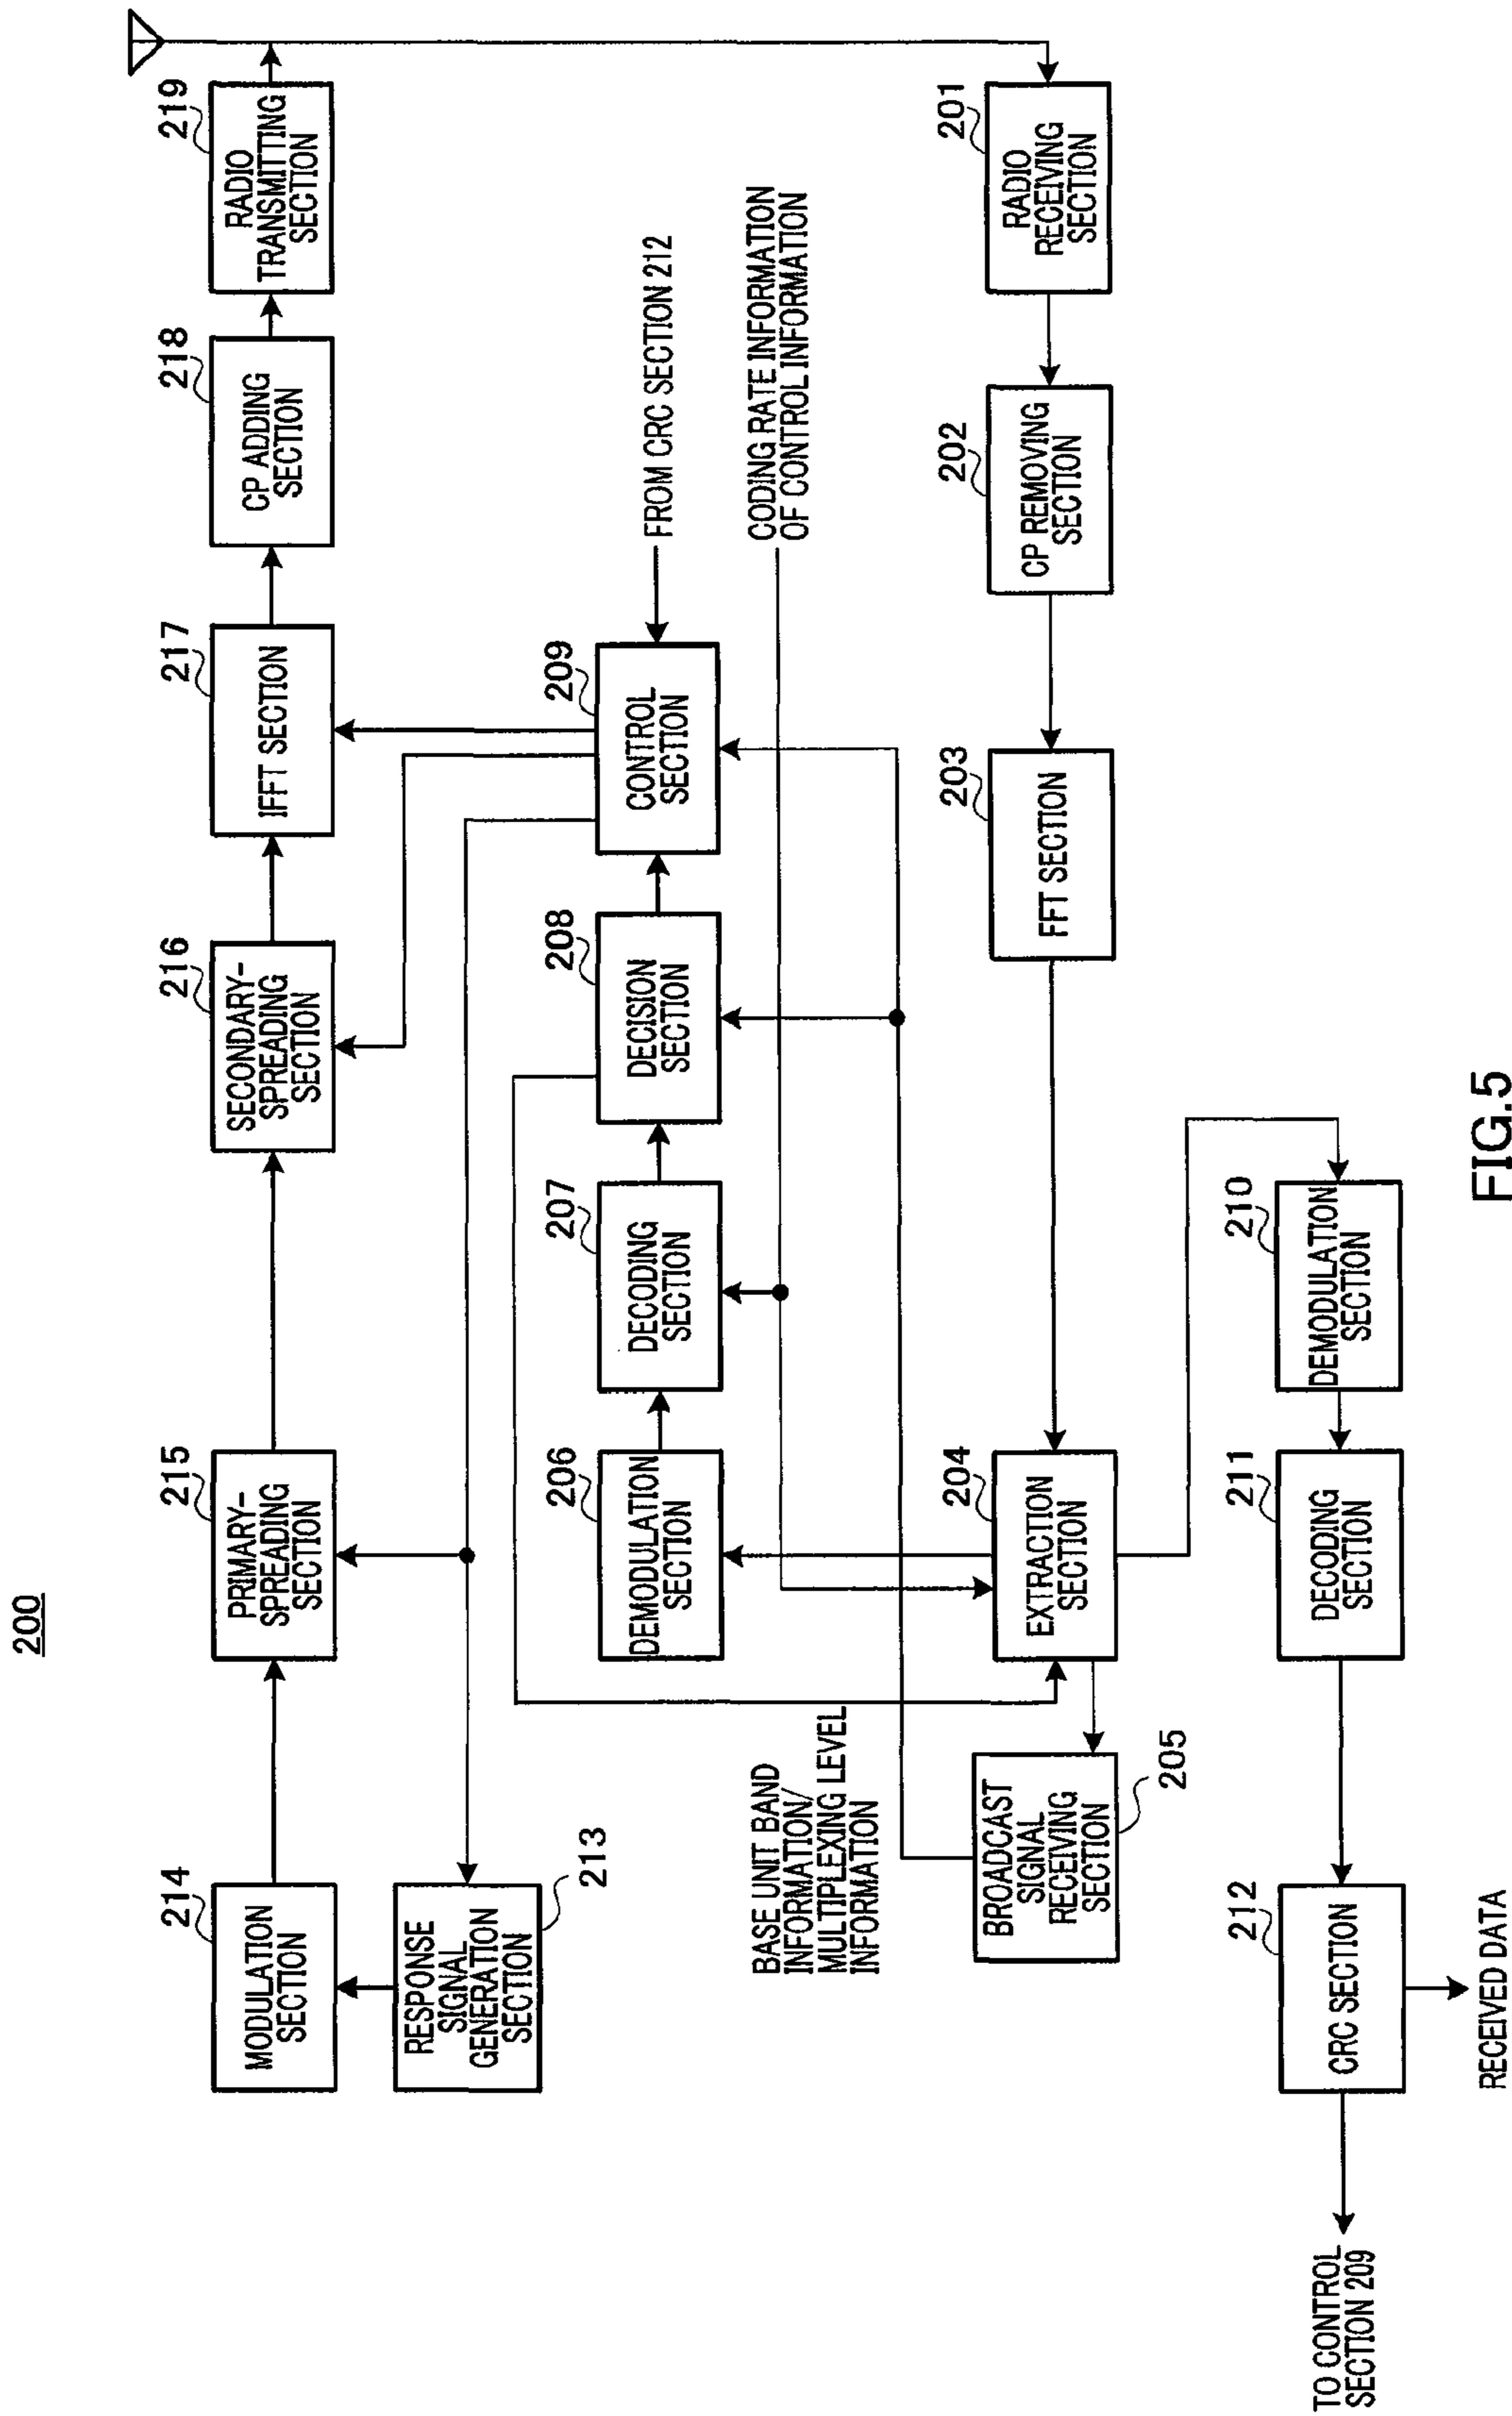 200
219
RADIO
TRANSMITTING
SECTION
218
CP ADDING
SECTION
217
IFFT SECTION
216
SECONDARY-
SPREADING
SECTION
215
PRIMARY-
SPREADING
SECTION
214
MODULATION
SECTION
213
RESPONSE
SIGNAL
GENERATION
SECTION
FROM CRC SECTION 212
209
CONTROL
SECTION
208
DECISION
SECTION
207
DECODING
SECTION
206
DEMODULATION
SECTION
CODING RATE INFORMATION
OF CONTROL INFORMATION
BASE UNIT BAND
INFORMATION/
MULTIPLEXING LEVEL
INFORMATION
201
RADIO
RECEIVING
SECTION
202
CP REMOVING
SECTION
203
FFT SECTION
204
EXTRACTION
SECTION
205
BROADCAST
SIGNAL
RECEIVING
SECTION
210
DEMODULATION
SECTION
211
DECODING
SECTION
212
CRC SECTION
TO CONTROL
SECTION 209
RECEIVED DATA
FIG.5